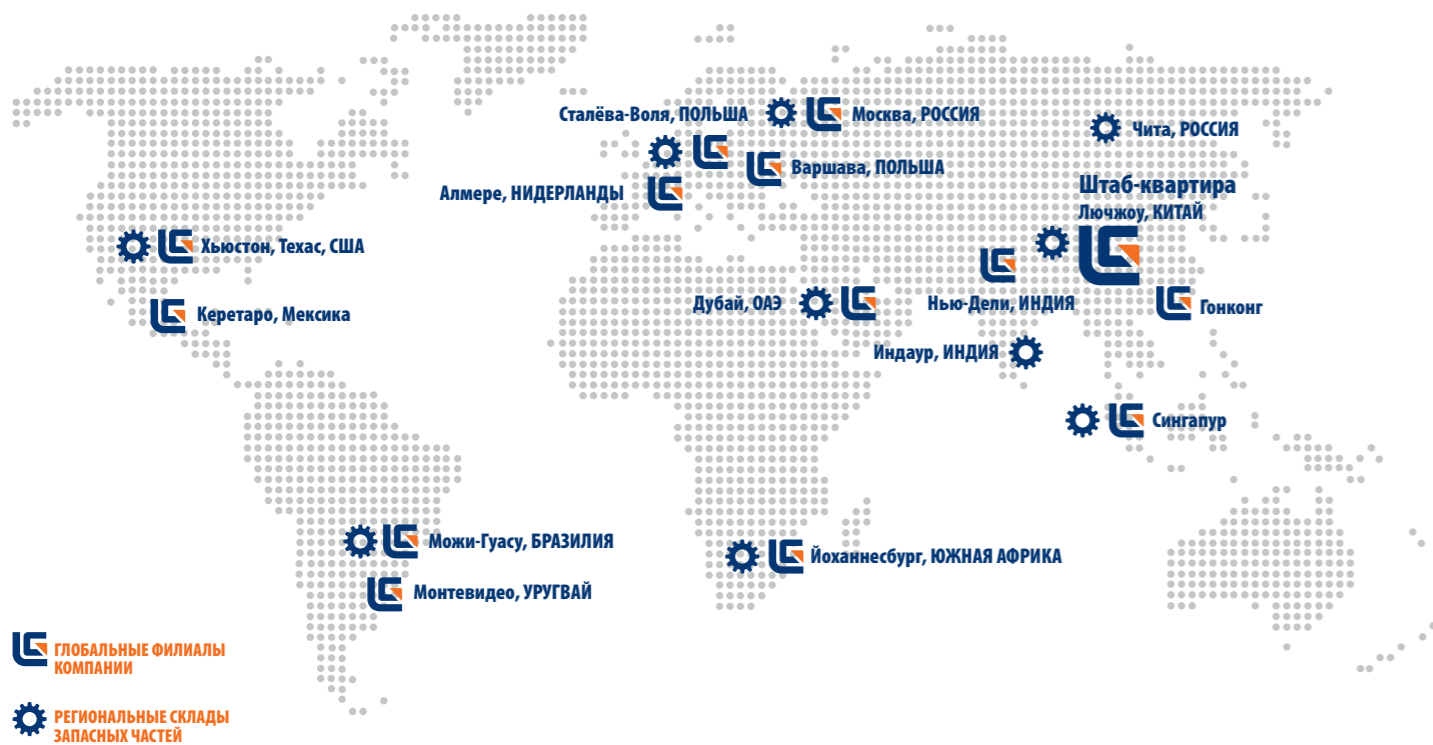 Сталёва-Воля, ПОЛЬША
Москва, РОССИЯ
Чита, РОССИЯ
Варшава, ПОЛЬША
Алмере, НИДЕРЛАНДЫ
Штаб-квартира
Лючжоу, КИТАЙ
Хьюстон, Техас, США
Керетаро, Мексика
Дубай, ОАЭ
Нью-Дели, ИНДИЯ
Гонконг
Индаур, ИНДИЯ
Сингапур
Можи-Гуасу, БРАЗИЛИЯ
Йоханнесбург, ЮЖНАЯ АФРИКА
Монтевидео, УРУГВАЙ
ГЛОБАЛЬНЫЕ ФИЛИАЛЫ
КОМПАНИИ
РЕГИОНАЛЬНЫЕ СКЛАДЫ
ЗАПАСНЫХ ЧАСТЕЙ